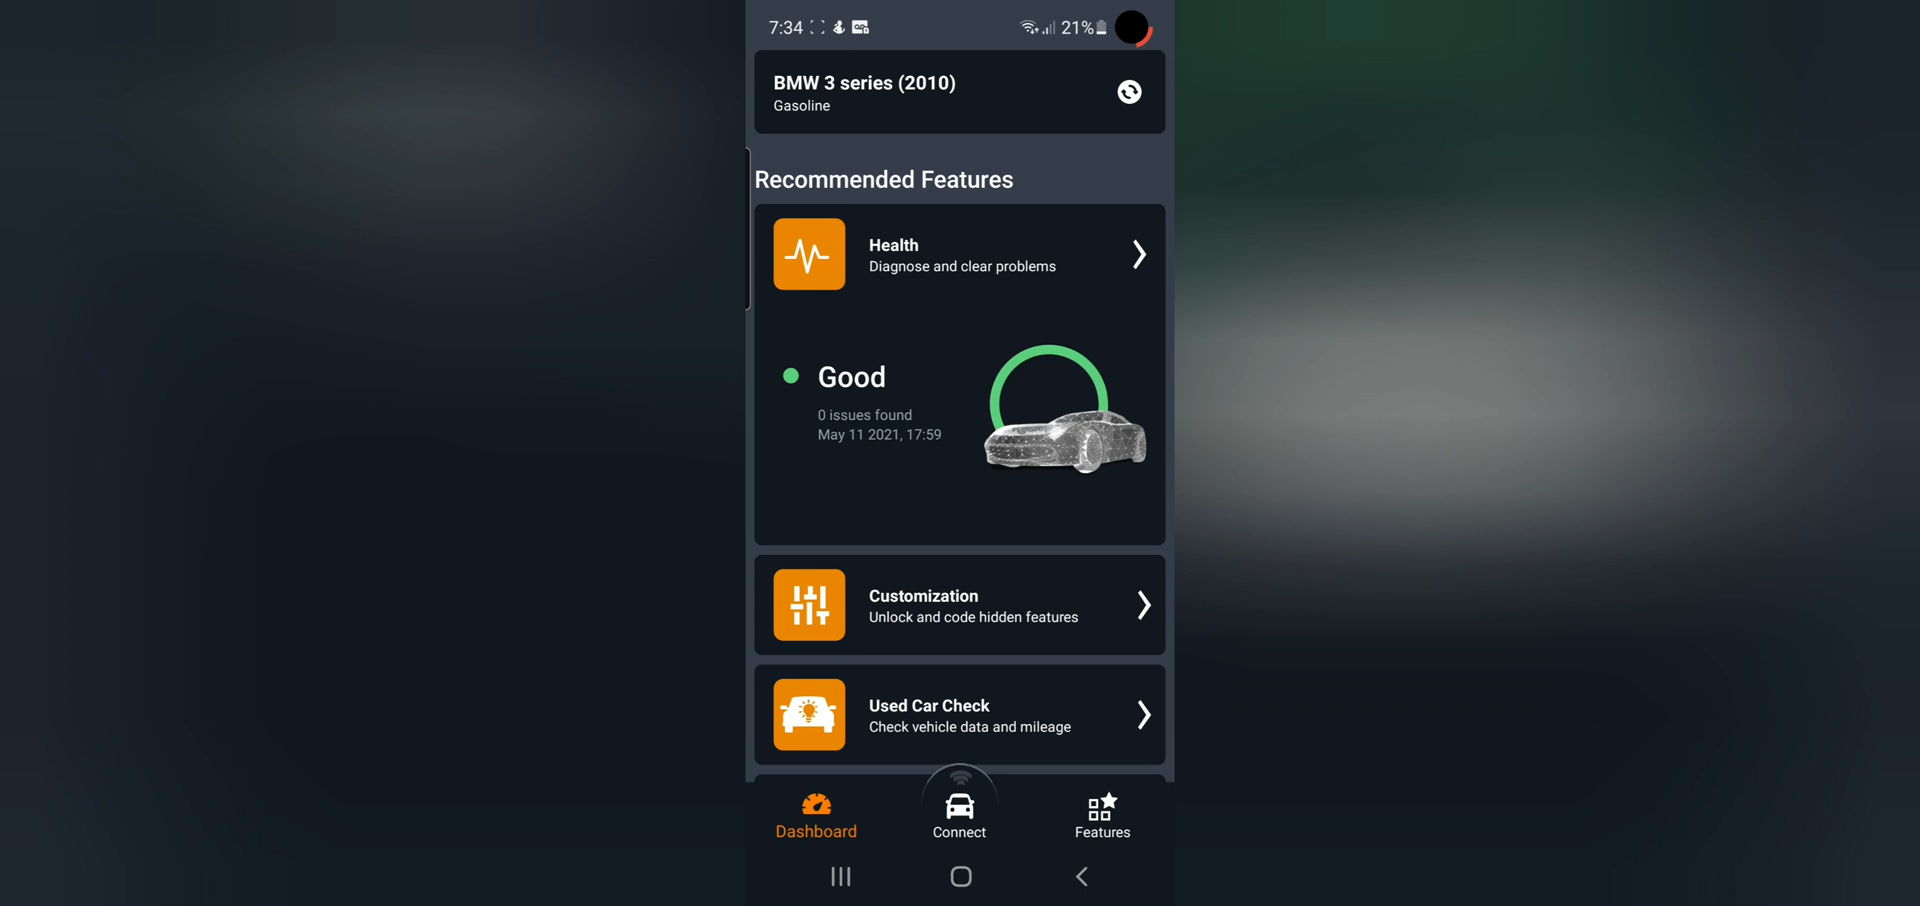 7:34 21%
BMW 3 series (2010)
Gasoline
Recommended Features
Health
Diagnose and clear problems
Good
0 issues found
May 11 2021, 17:59
Customization
Unlock and code hidden features
Used Car Check
Check vehicle data and mileage
Dashboard Connect Features